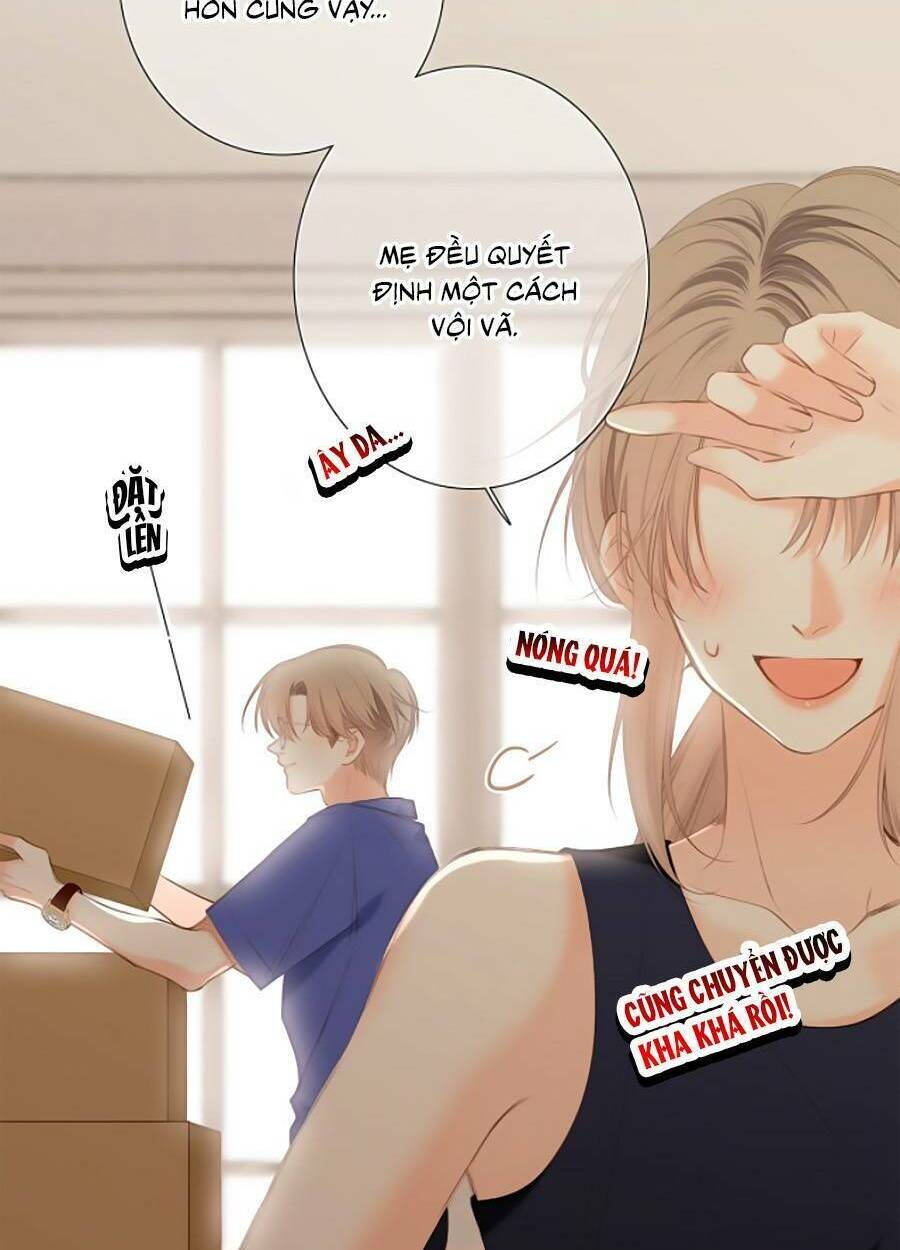 HÔN CŨNG VẬY...
MẸ ĐỀU QUYẾT
ĐỊNH MỘT CÁCH
VỘI VÃ.
ÂY DA...
ĐẶT
LÊN
NÓNG QUÁ!
CŨNG CHUYỂN ĐƯỢC
KHA KHÁ RỒI!